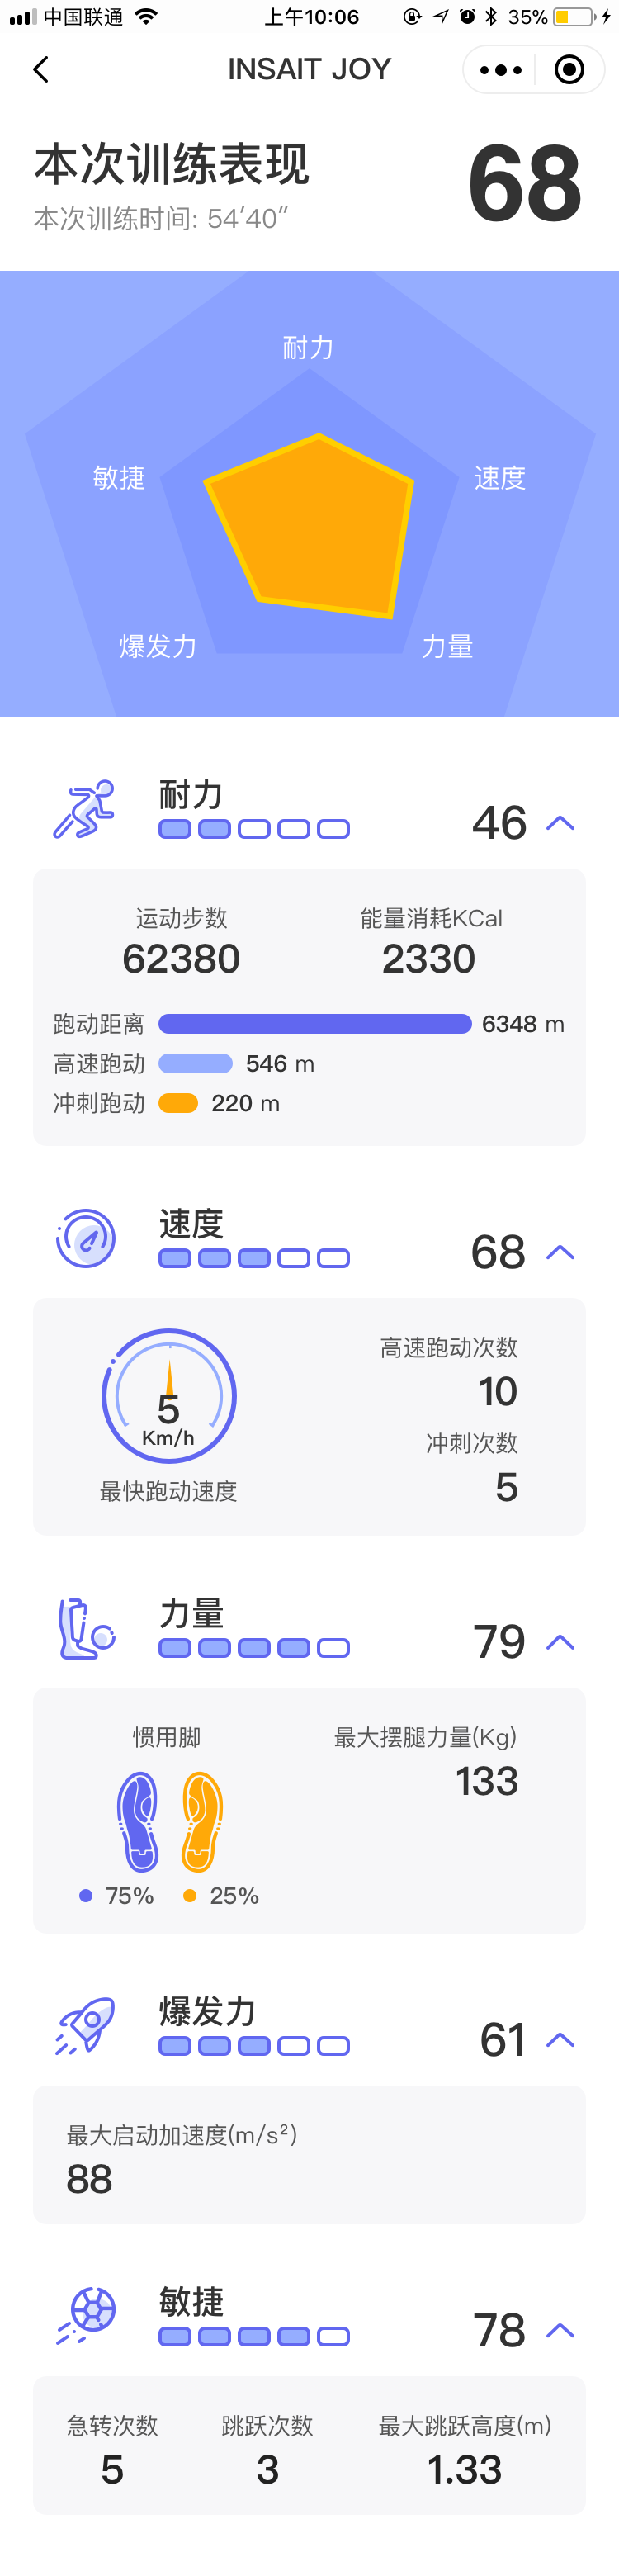 中国联通 上午10:06 35%
INSAIT JOY
本次训练表现 68
本次训练时间: 54′40″
耐力
敏捷 速度
爆发力 力量
耐力 46
运动步数 能量消耗KCal
62380 2330
跑动距离 6348 m
高速跑动 546 m
冲刺跑动 220 m
速度 68
高速跑动次数
10
5
Km/h
冲刺次数
5
最快跑动速度
力量 79
惯用脚 最大摆腿力量(Kg)
133
75% 25%
爆发力 61
最大启动加速度(m/s²)
88
敏捷 78
急转次数 跳跃次数 最大跳跃高度(m)
5 3 1.33